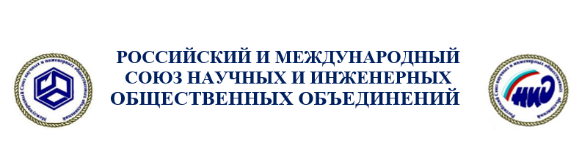 РОССИЙСКИЙ И МЕЖДУНАРОДНЫЙ
СОЮЗ НАУЧНЫХ И ИНЖЕНЕРНЫХ
ОБЩЕСТВЕННЫХ ОБЪЕДИНЕНИЙ